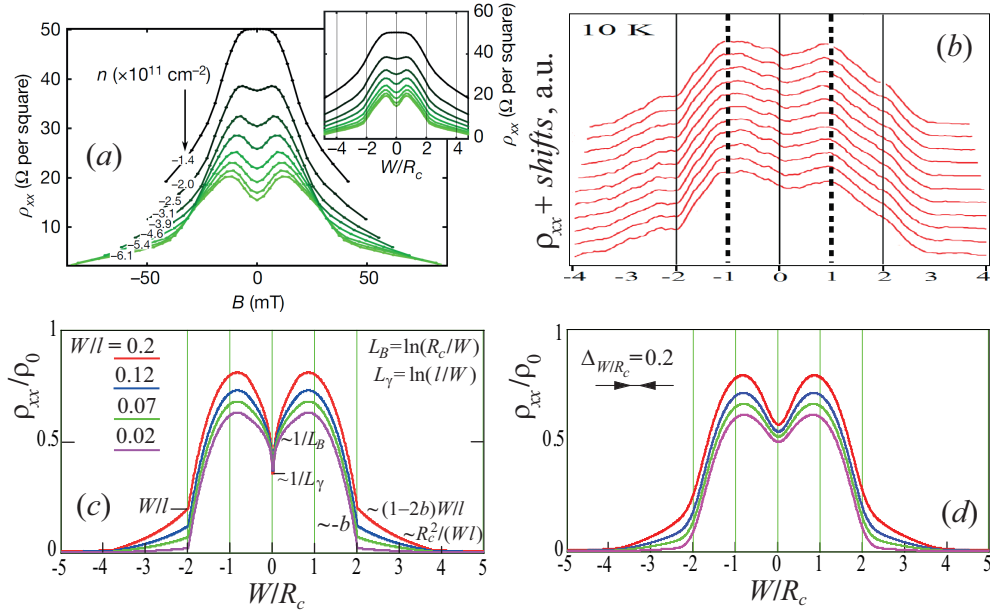 50
40
30
20
10
ρxx (Ω per square)
n (×10¹¹ cm−2)
(a)
−1.4
−2.0
−2.5
−3.1
−3.9
−4.6
−5.4
−6.1
−50 0 50
B (mT)
60
40
20
0
ρxx (Ω per square)
−4 −2 0 2 4
W/Rc
10 K
(b)
ρxx + shifts, a.u.
-4 -3 -2 -1 0 1 2 3 4
1
0.5
0
ρxx/ρ0
W/l = 0.2
0.12
0.07
0.02
LB=ln(Rc/W)
Lγ=ln(l/W)
~1/LB
~1/Lγ
W/l
~(1−2b)W/l
~-b
~Rc²/(Wl)
(c)
-5 -4 -3 -2 -1 0 1 2 3 4 5
W/Rc
1
0.5
0
ρxx/ρ0
ΔW/Rc=0.2
(d)
-5 -4 -3 -2 -1 0 1 2 3 4 5
W/Rc